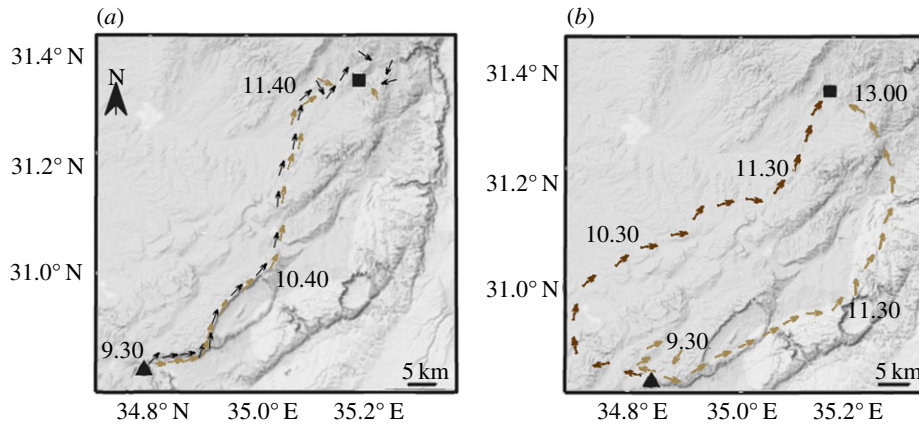 (a)
31.4° N
N
11.40
31.2° N
31.0° N
10.40
9.30
5 km
34.8° N 35.0° E 35.2° E
(b)
31.4° N
13.00
31.2° N
11.30
10.30
31.0° N
11.30
9.30
5 km
34.8° N 35.0° E 35.2° E